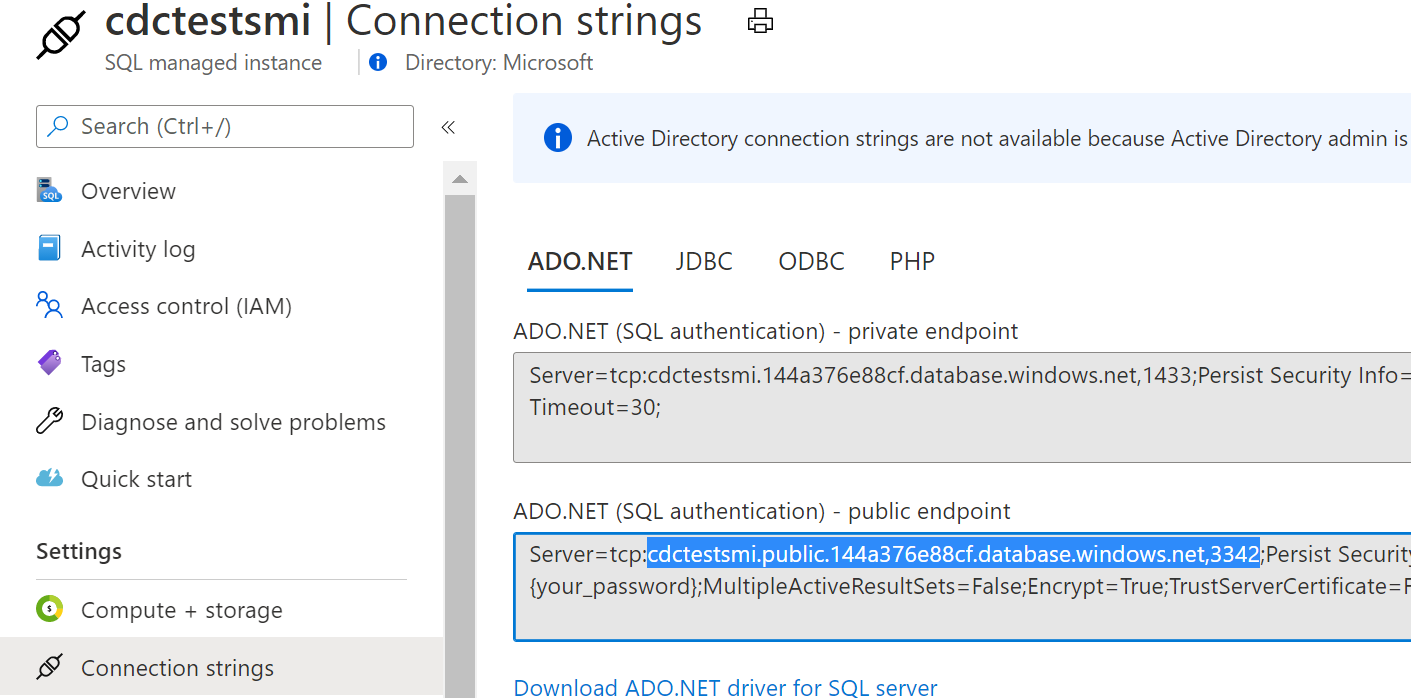 cdctestsmi | Connection strings
SQL managed instance
Directory: Microsoft
Search (Ctrl+/)
«
Overview
Activity log
Access control (IAM)
Tags
Diagnose and solve problems
Quick start
Settings
Compute + storage
Connection strings
Active Directory connection strings are not available because Active Directory admin is
ADO.NET JDBC ODBC PHP
ADO.NET (SQL authentication) - private endpoint
Server=tcp:cdctestsmi.144a376e88cf.database.windows.net,1433;Persist Security Info=
Timeout=30;
ADO.NET (SQL authentication) - public endpoint
Server=tcp:cdctestsmi.public.144a376e88cf.database.windows.net,3342;Persist Security
{your_password};MultipleActiveResultSets=False;Encrypt=True;TrustServerCertificate=F
Download ADO.NET driver for SQL server